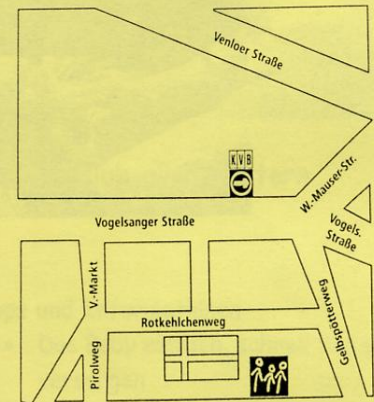 Venloer Straße
KVB
W.-Mauser-Str.
Vogelsanger Straße
Vogels.
Straße
V.-Markt
Gelbspötterweg
Rotkehlchenweg
Pirolweg